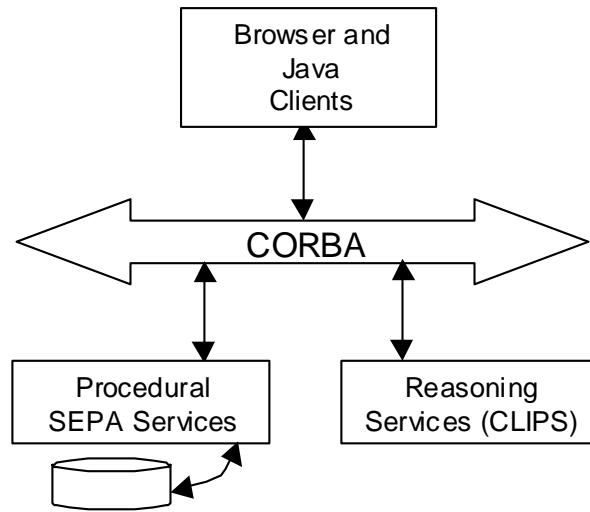 Browser and
Java
Clients
CORBA
Procedural
SEPA Services
Reasoning
Services (CLIPS)